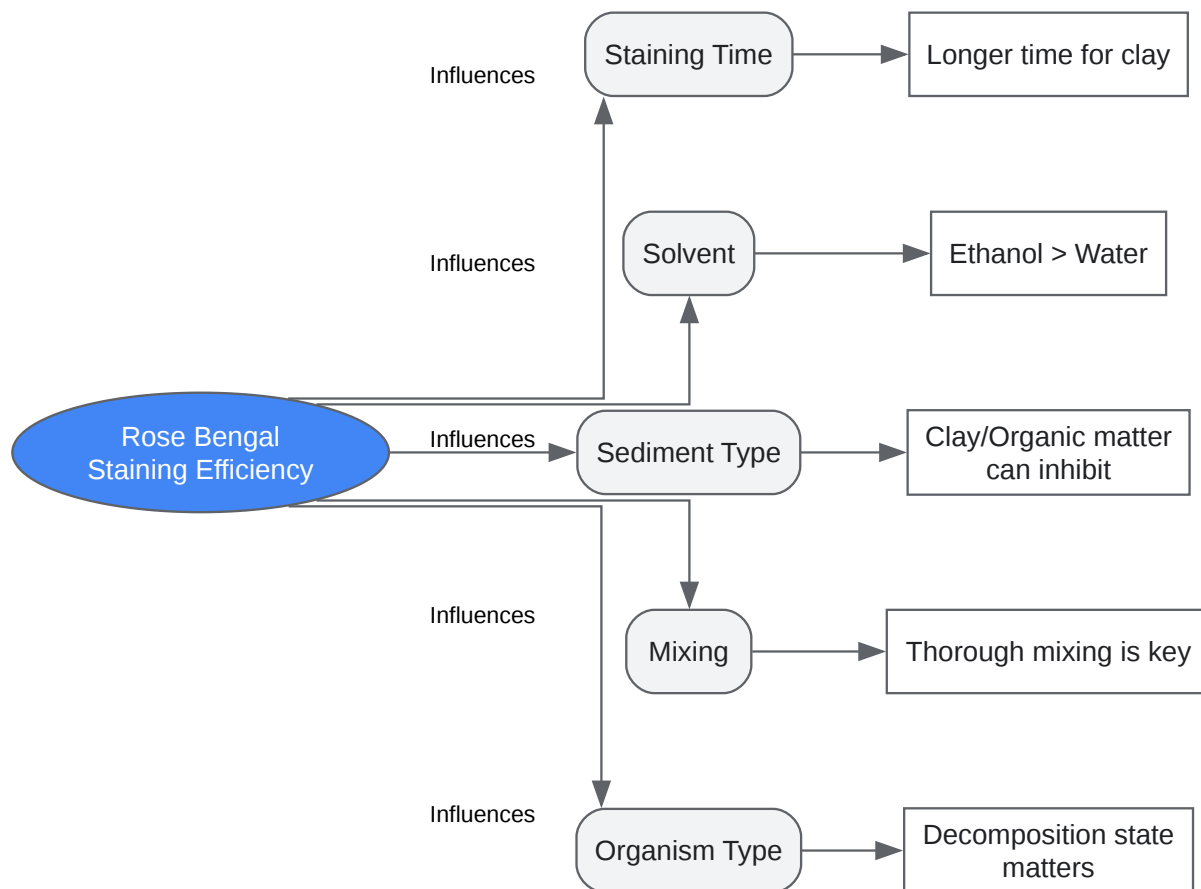 Influences
Staining Time
Longer time for clay
Influences
Solvent
Ethanol > Water
Rose Bengal
Staining Efficiency
Influences
Sediment Type
Clay/Organic matter
can inhibit
Influences
Mixing
Thorough mixing is key
Influences
Organism Type
Decomposition state
matters